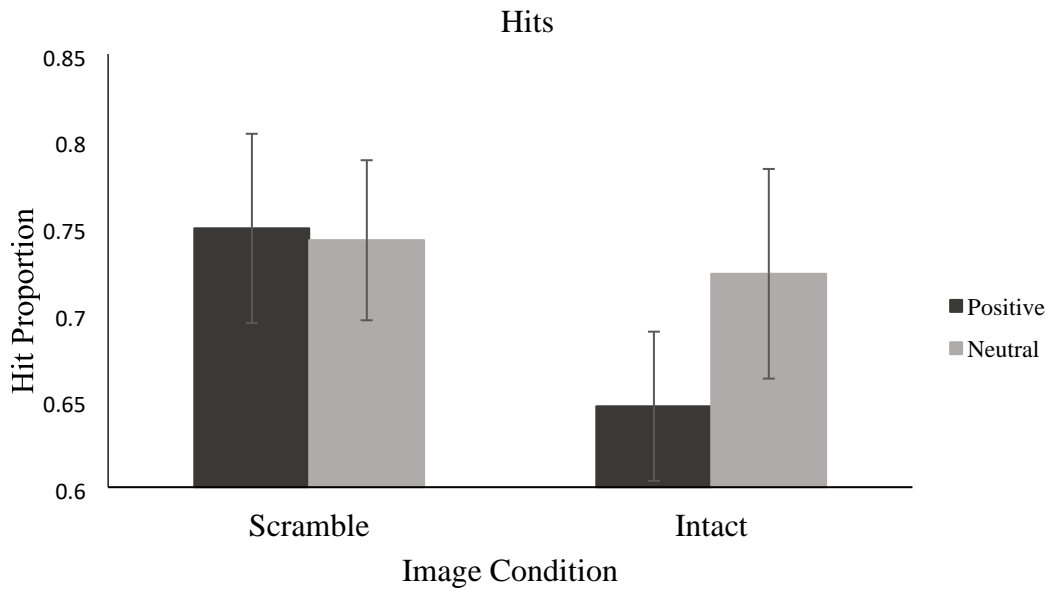 Hits
0.85
0.8
0.75
0.7
0.65
0.6
Hit Proportion
Scramble Intact
Image Condition
Positive
Neutral